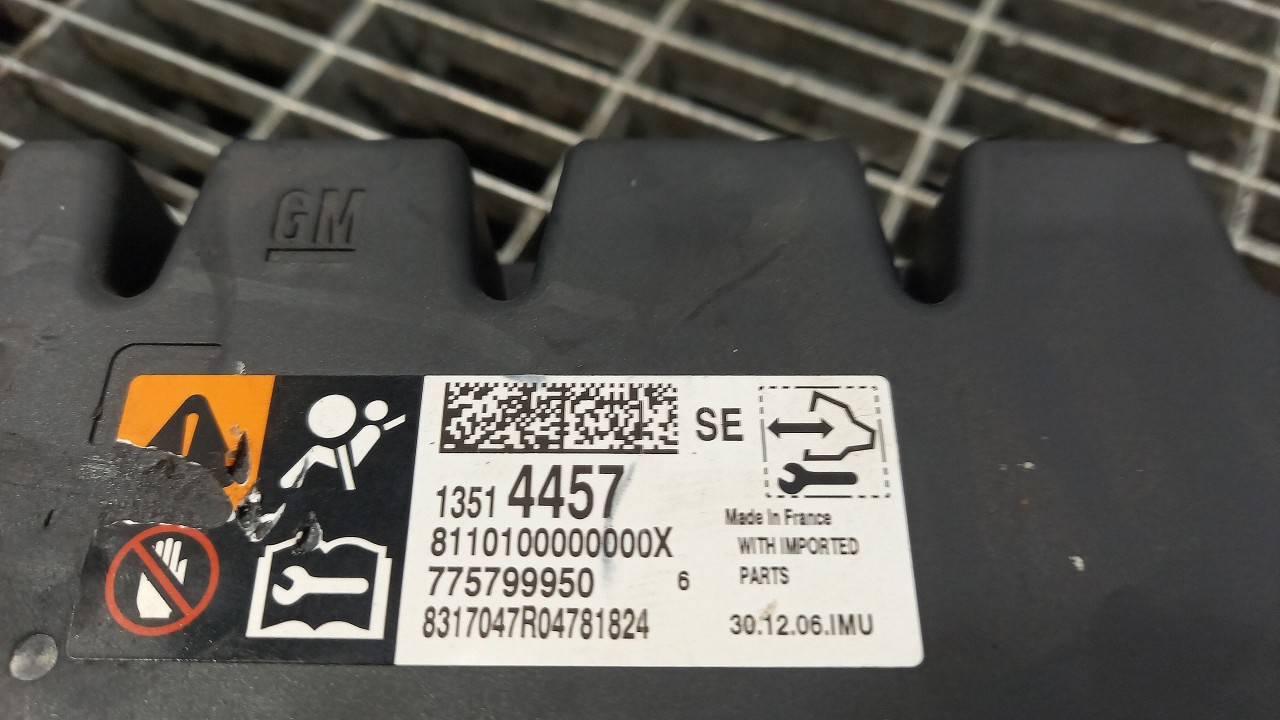 GM
SE
1351 4457
8110100000000X
775799950 6
8317047R04781824
Made In France
WITH IMPORTED
PARTS
30.12.06.IMU